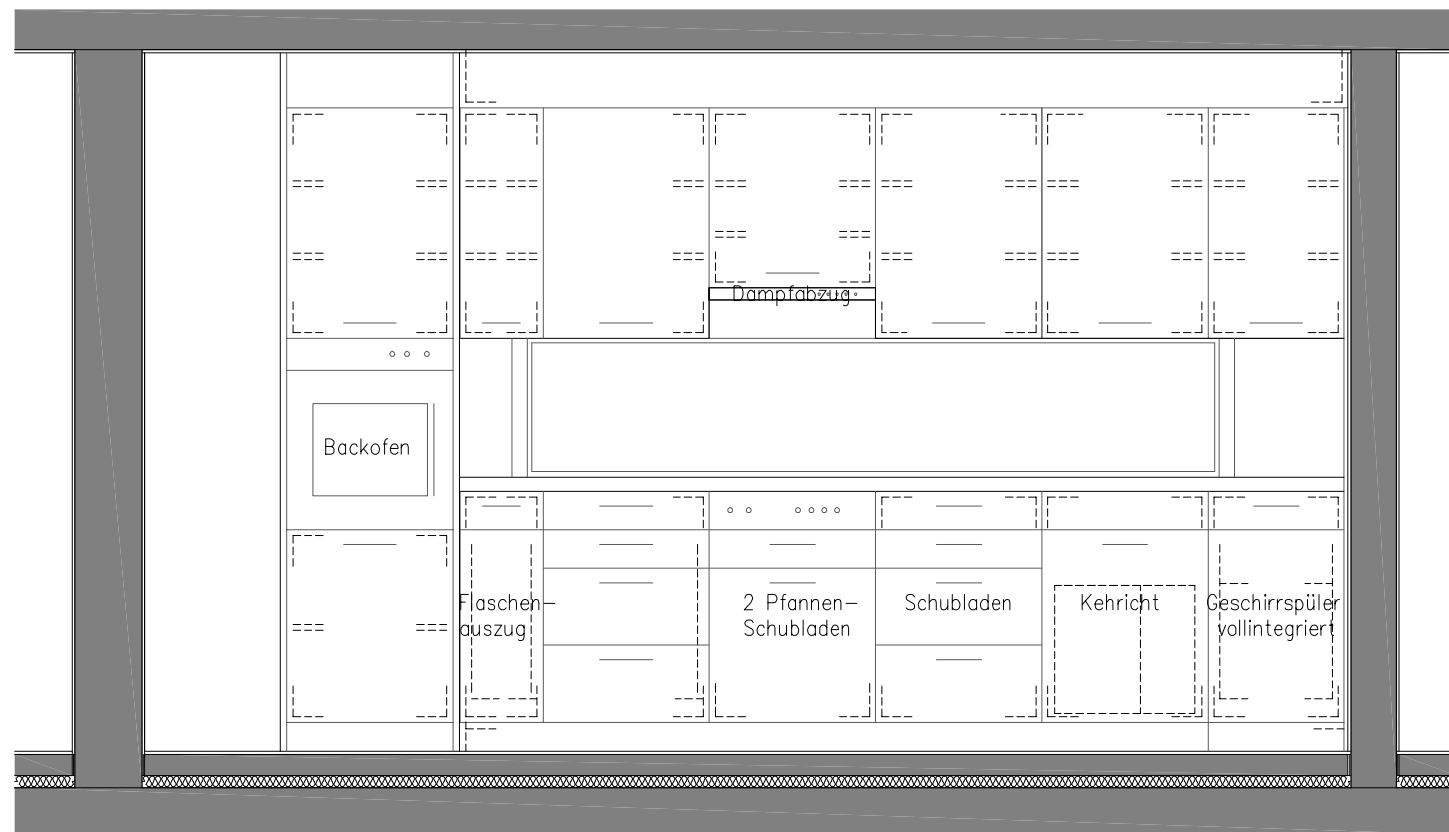 Dampfabzug
Backofen
Flaschen-
auszug
2 Pfannen-
Schubladen
Schubladen
Kehricht
Geschirrspüler
vollintegriert